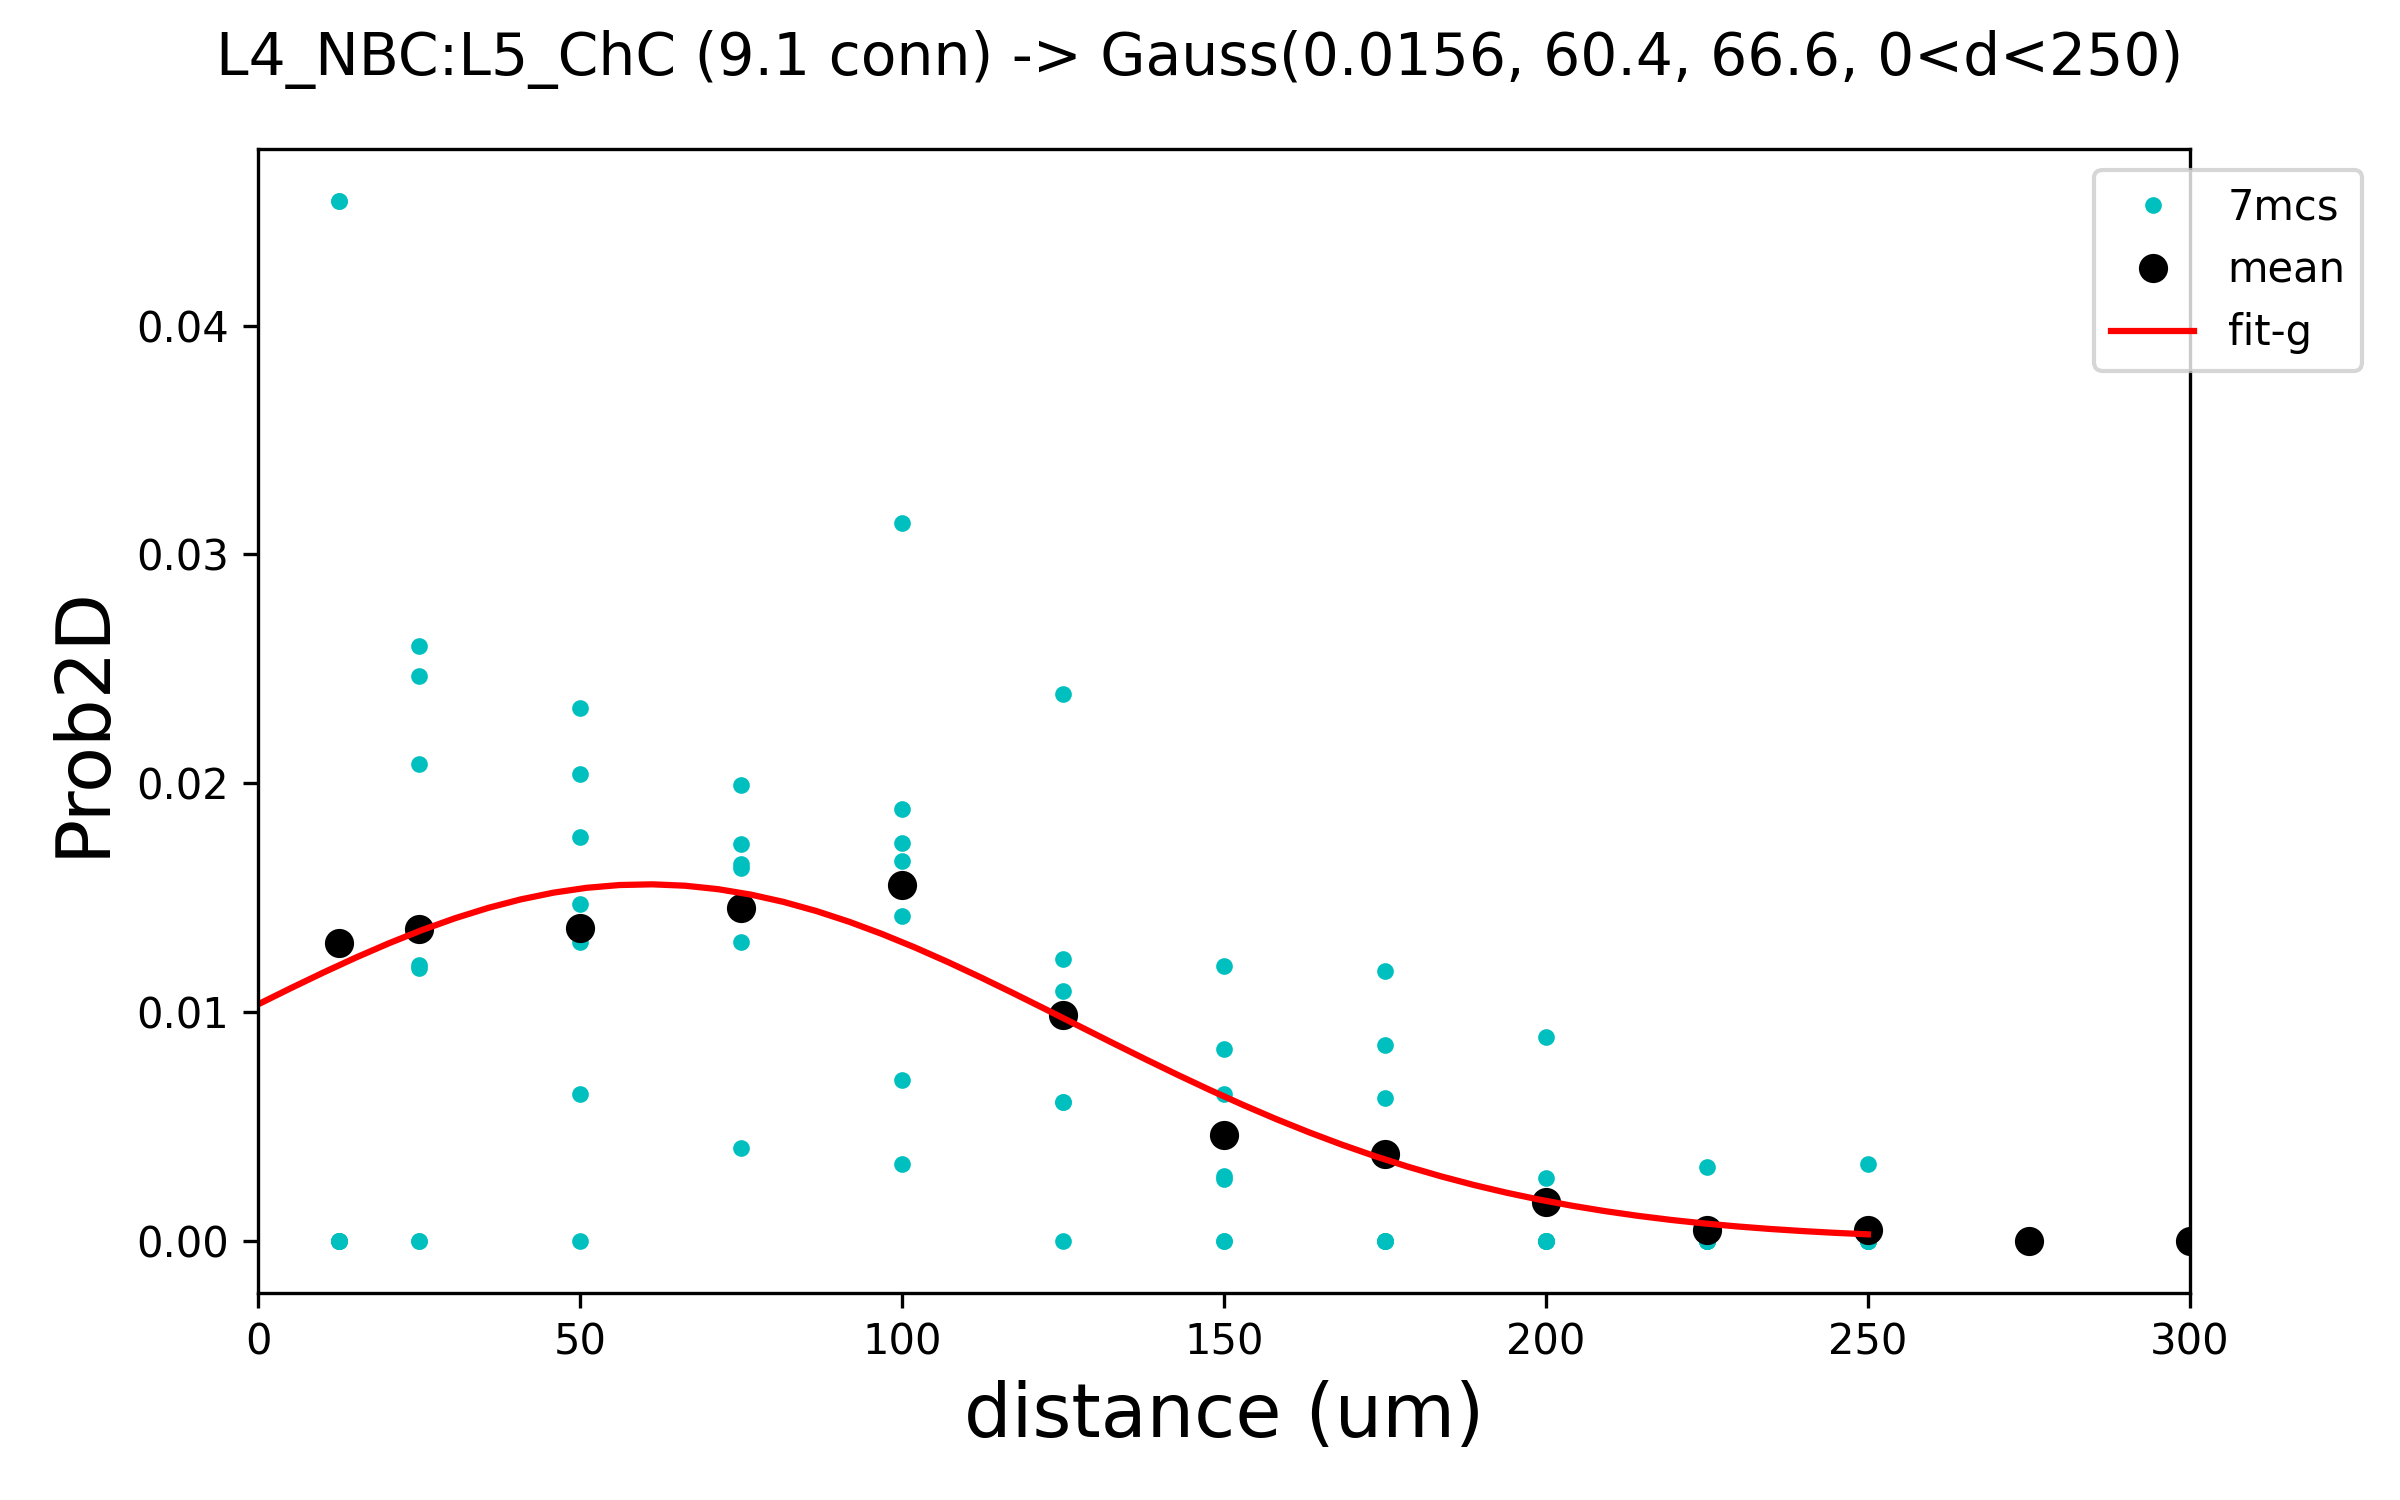 L4_NBC:L5_ChC (9.1 conn) -> Gauss(0.0156, 60.4, 66.6, 0<d<250)
7mcs
mean
fit-g
0.04
0.03
0.02
0.01
0.00
Prob2D
0 50 100 150 200 250 300
distance (um)